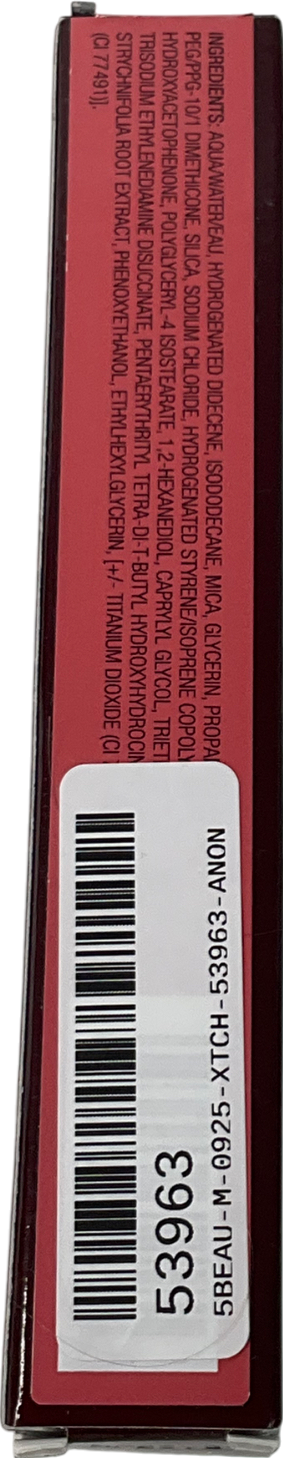 INGREDIENTS: AQUA/WATER/EAU, HYDROGENATED DIDECENE, ISODODECANE, MICA, GLYCERIN, PROPA
PEG/PPG-10/1 DIMETHICONE, SILICA, SODIUM CHLORIDE, HYDROGENATED STYRENE/ISOPRENE COPOLY
HYDROXYACETOPHENONE, POLYGLYCERYL-4 ISOSTEARATE, 1,2-HEXANEDIOL, CAPRYLYL GLYCOL, TRIET
TRISODIUM ETHYLENEDIAMINE DISUCCINATE, PENTAERYTHRITYL TETRA-DI-T-BUTYL HYDROXYHYDROCIN
STRYCHNIFOLIA ROOT EXTRACT, PHENOXYETHANOL, ETHYLHEXYLGLYCERIN, [+/- TITANIUM DIOXIDE (CI
(CI 77491)].
5BEAU-M-0925-XTCH-53963-ANON
53963